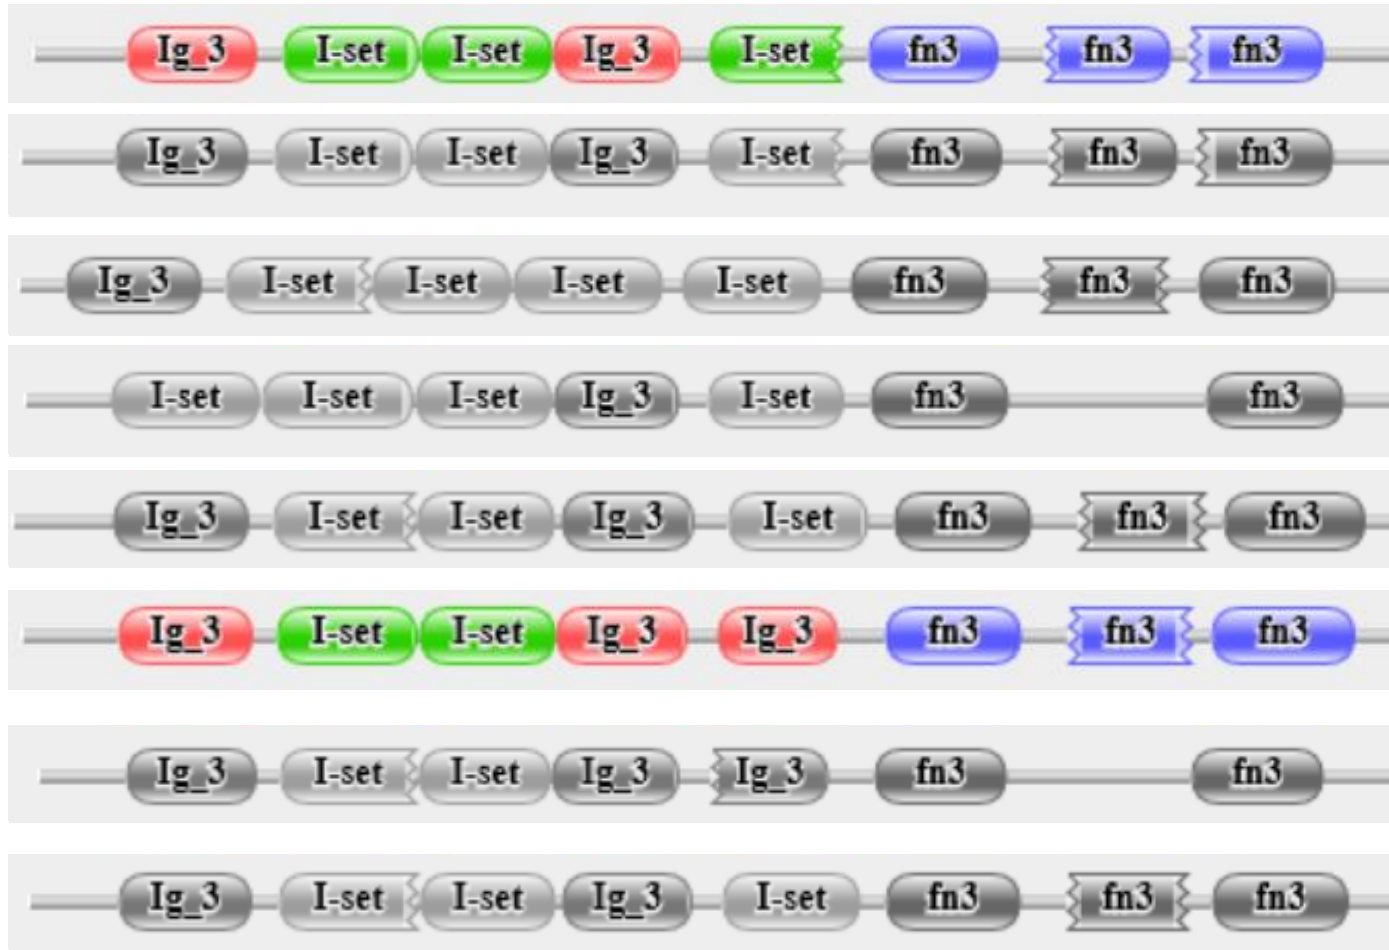 Ig_3 I-set I-set Ig_3 I-set fn3 fn3 fn3
Ig_3 I-set I-set Ig_3 I-set fn3 fn3 fn3
Ig_3 I-set I-set I-set I-set fn3 fn3 fn3
I-set I-set I-set Ig_3 I-set fn3 fn3
Ig_3 I-set I-set Ig_3 I-set fn3 fn3 fn3
Ig_3 I-set I-set Ig_3 Ig_3 fn3 fn3 fn3
Ig_3 I-set I-set Ig_3 Ig_3 fn3 fn3
Ig_3 I-set I-set Ig_3 I-set fn3 fn3 fn3